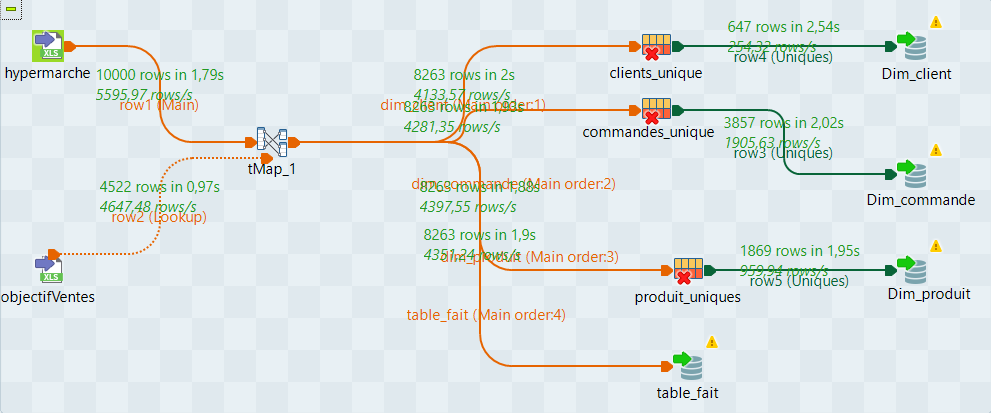 XLS
hypermarche
10000 rows in 1,79s
5595,97 rows/s
row1 (Main)
tMap_1
4522 rows in 0,97s
4647,48 rows/s
row2 (Lookup)
XLS
objectifVentes
8263 rows in 2s
4133,57 rows/s
dim_client (Main order:1)
8263 rows in 1,93s
4281,35 rows/s
dim_commande (Main order:2)
8263 rows in 1,88s
4397,55 rows/s
8263 rows in 1,9s
4351,24 rows/s
dim_produit (Main order:3)
table_fait (Main order:4)
clients_unique
647 rows in 2,54s
254,32 rows/s
row4 (Uniques)
Dim_client
commandes_unique
3857 rows in 2,02s
1905,63 rows/s
row3 (Uniques)
Dim_commande
produit_uniques
1869 rows in 1,95s
959,94 rows/s
row5 (Uniques)
Dim_produit
table_fait